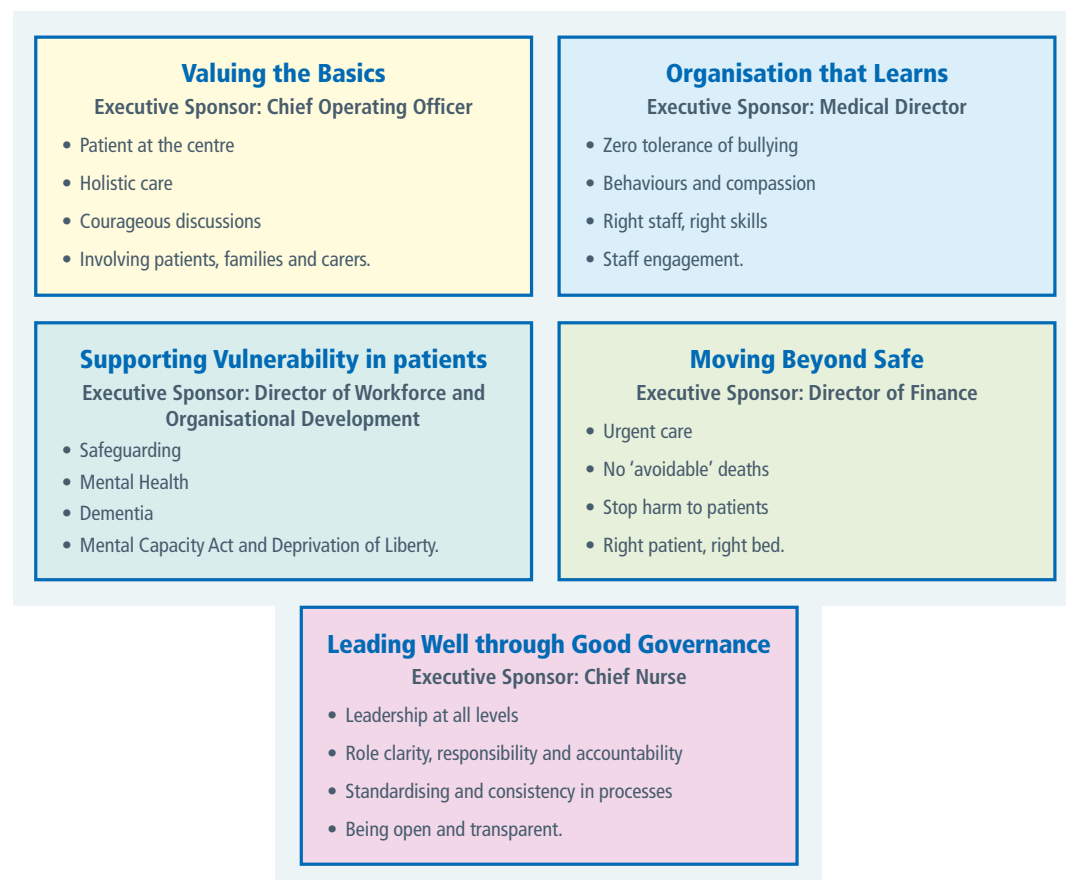 Valuing the Basics
Executive Sponsor: Chief Operating Officer
• Patient at the centre
• Holistic care
• Courageous discussions
• Involving patients, families and carers.
Organisation that Learns
Executive Sponsor: Medical Director
• Zero tolerance of bullying
• Behaviours and compassion
• Right staff, right skills
• Staff engagement.
Supporting Vulnerability in patients
Executive Sponsor: Director of Workforce and
Organisational Development
• Safeguarding
• Mental Health
• Dementia
• Mental Capacity Act and Deprivation of Liberty.
Moving Beyond Safe
Executive Sponsor: Director of Finance
• Urgent care
• No ‘avoidable’ deaths
• Stop harm to patients
• Right patient, right bed.
Leading Well through Good Governance
Executive Sponsor: Chief Nurse
• Leadership at all levels
• Role clarity, responsibility and accountability
• Standardising and consistency in processes
• Being open and transparent.